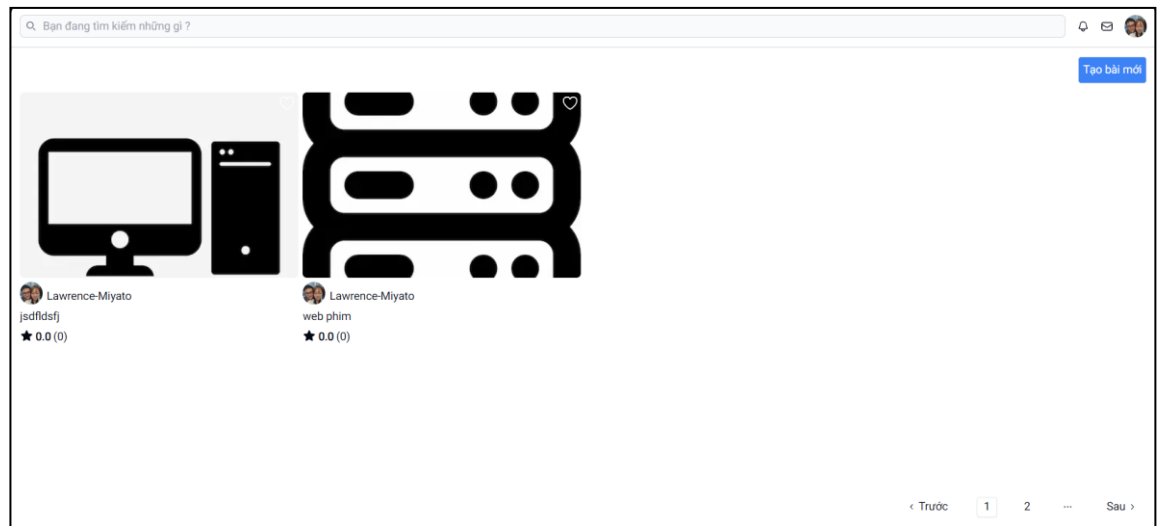 Bạn đang tìm kiếm những gì ?
Tạo bài mới
Lawrence-Miyato
jsdfldsfj
0.0 (0)
Lawrence-Miyato
web phim
0.0 (0)
‹ Trước 1 2 ... Sau ›